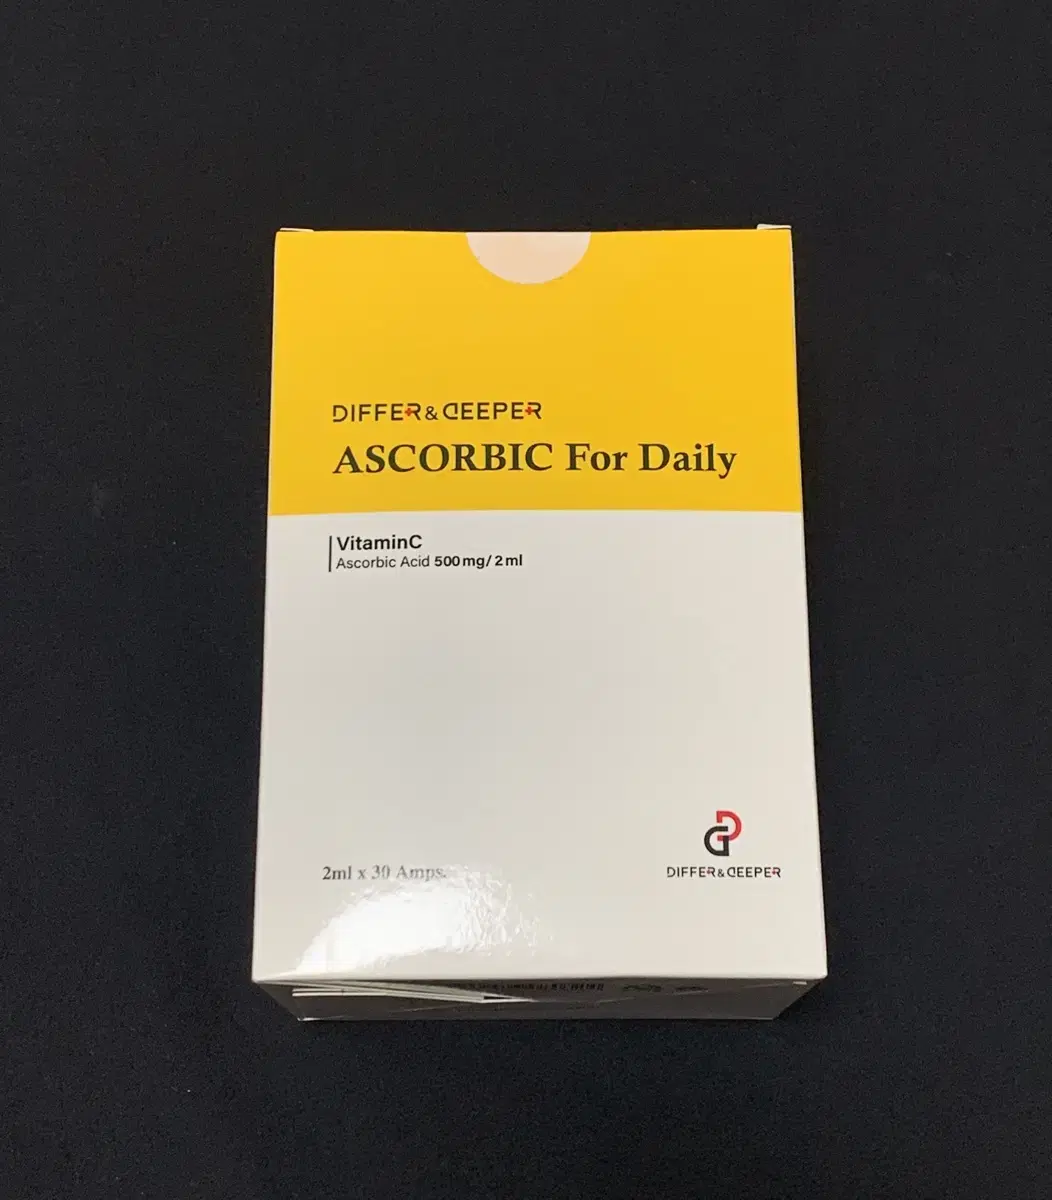 DIFFER&DEEPER
ASCORBIC For Daily
VitaminC
Ascorbic Acid 500mg/2ml
2ml x 30 Amps.
DIFFER&DEEPER